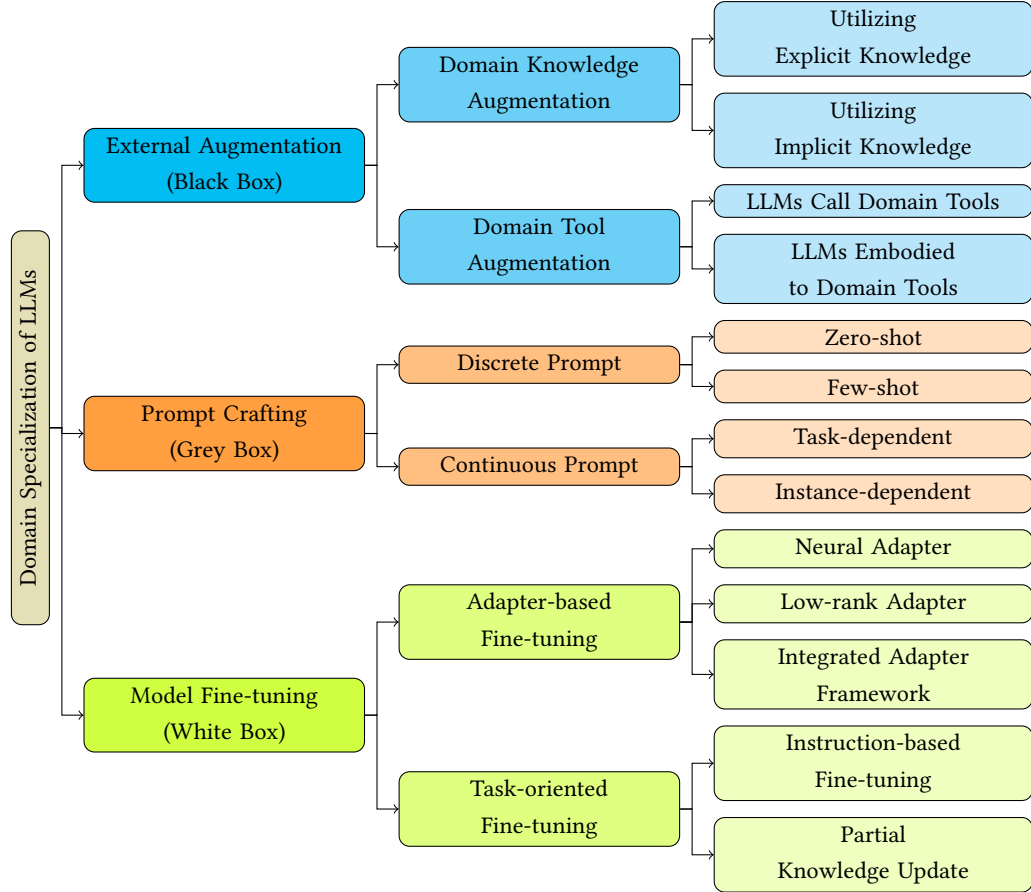 Domain Specialization of LLMs
External Augmentation
(Black Box)
Domain Knowledge
Augmentation
Utilizing
Explicit Knowledge
Utilizing
Implicit Knowledge
Domain Tool
Augmentation
LLMs Call Domain Tools
LLMs Embodied
to Domain Tools
Prompt Crafting
(Grey Box)
Discrete Prompt
Zero-shot
Few-shot
Continuous Prompt
Task-dependent
Instance-dependent
Model Fine-tuning
(White Box)
Adapter-based
Fine-tuning
Neural Adapter
Low-rank Adapter
Integrated Adapter
Framework
Task-oriented
Fine-tuning
Instruction-based
Fine-tuning
Partial
Knowledge Update